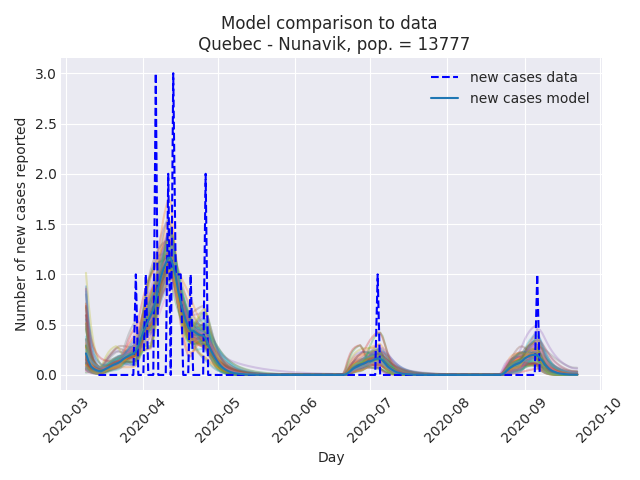 Model comparison to data
Quebec - Nunavik, pop. = 13777
new cases data
new cases model
Number of new cases reported
3.0
2.5
2.0
1.5
1.0
0.5
0.0
2020-03
2020-04
2020-05
2020-06
2020-07
2020-08
2020-09
2020-10
Day